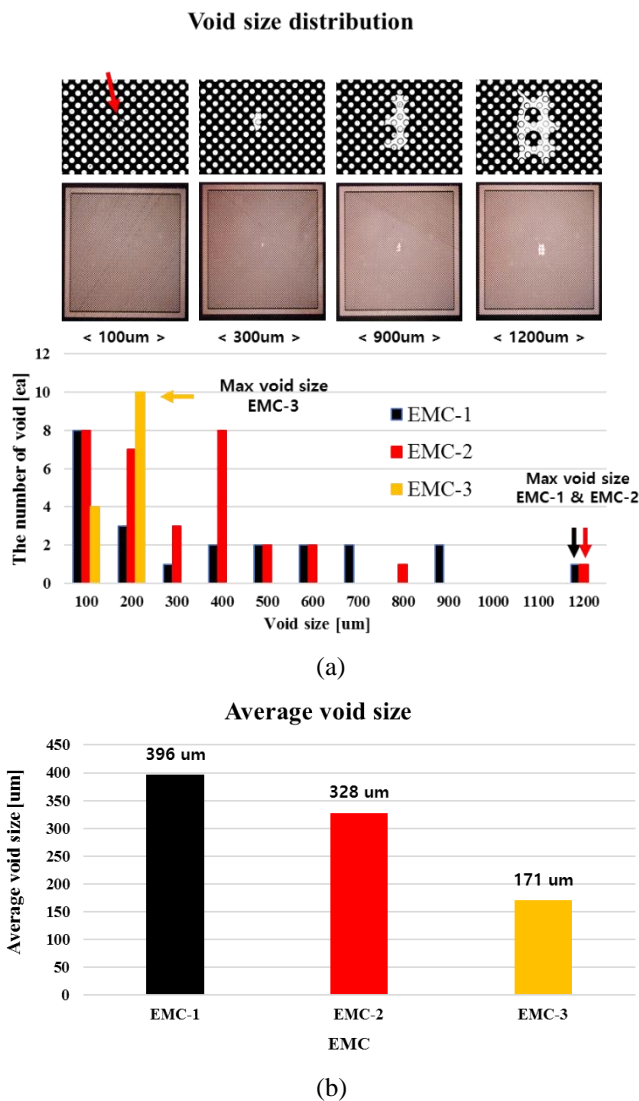 Void size distribution
< 100um >
< 300um >
< 900um >
< 1200um >
The number of void [ea]
12
10
8
6
4
2
0
Max void size
EMC-3
EMC-1
EMC-2
EMC-3
Max void size
EMC-1 & EMC-2
100 200 300 400 500 600 700 800 900 1000 1100 1200
Void size [um]
(a)
Average void size
Average void size [um]
450
400
350
300
250
200
150
100
50
0
396 um
328 um
171 um
EMC-1 EMC-2 EMC-3
EMC
(b)